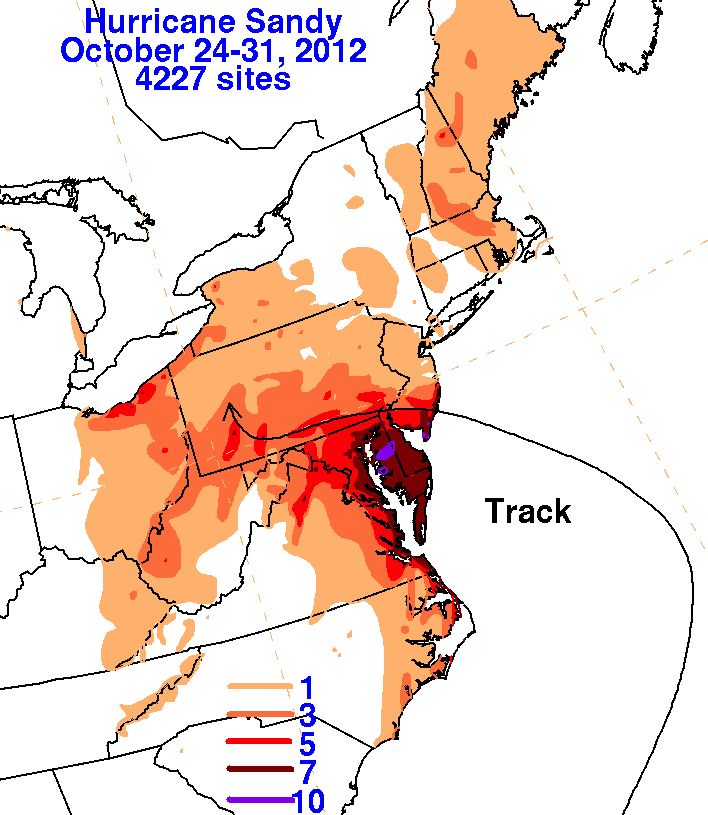 Hurricane Sandy
October 24-31, 2012
4227 sites
Track
1
3
5
7
10